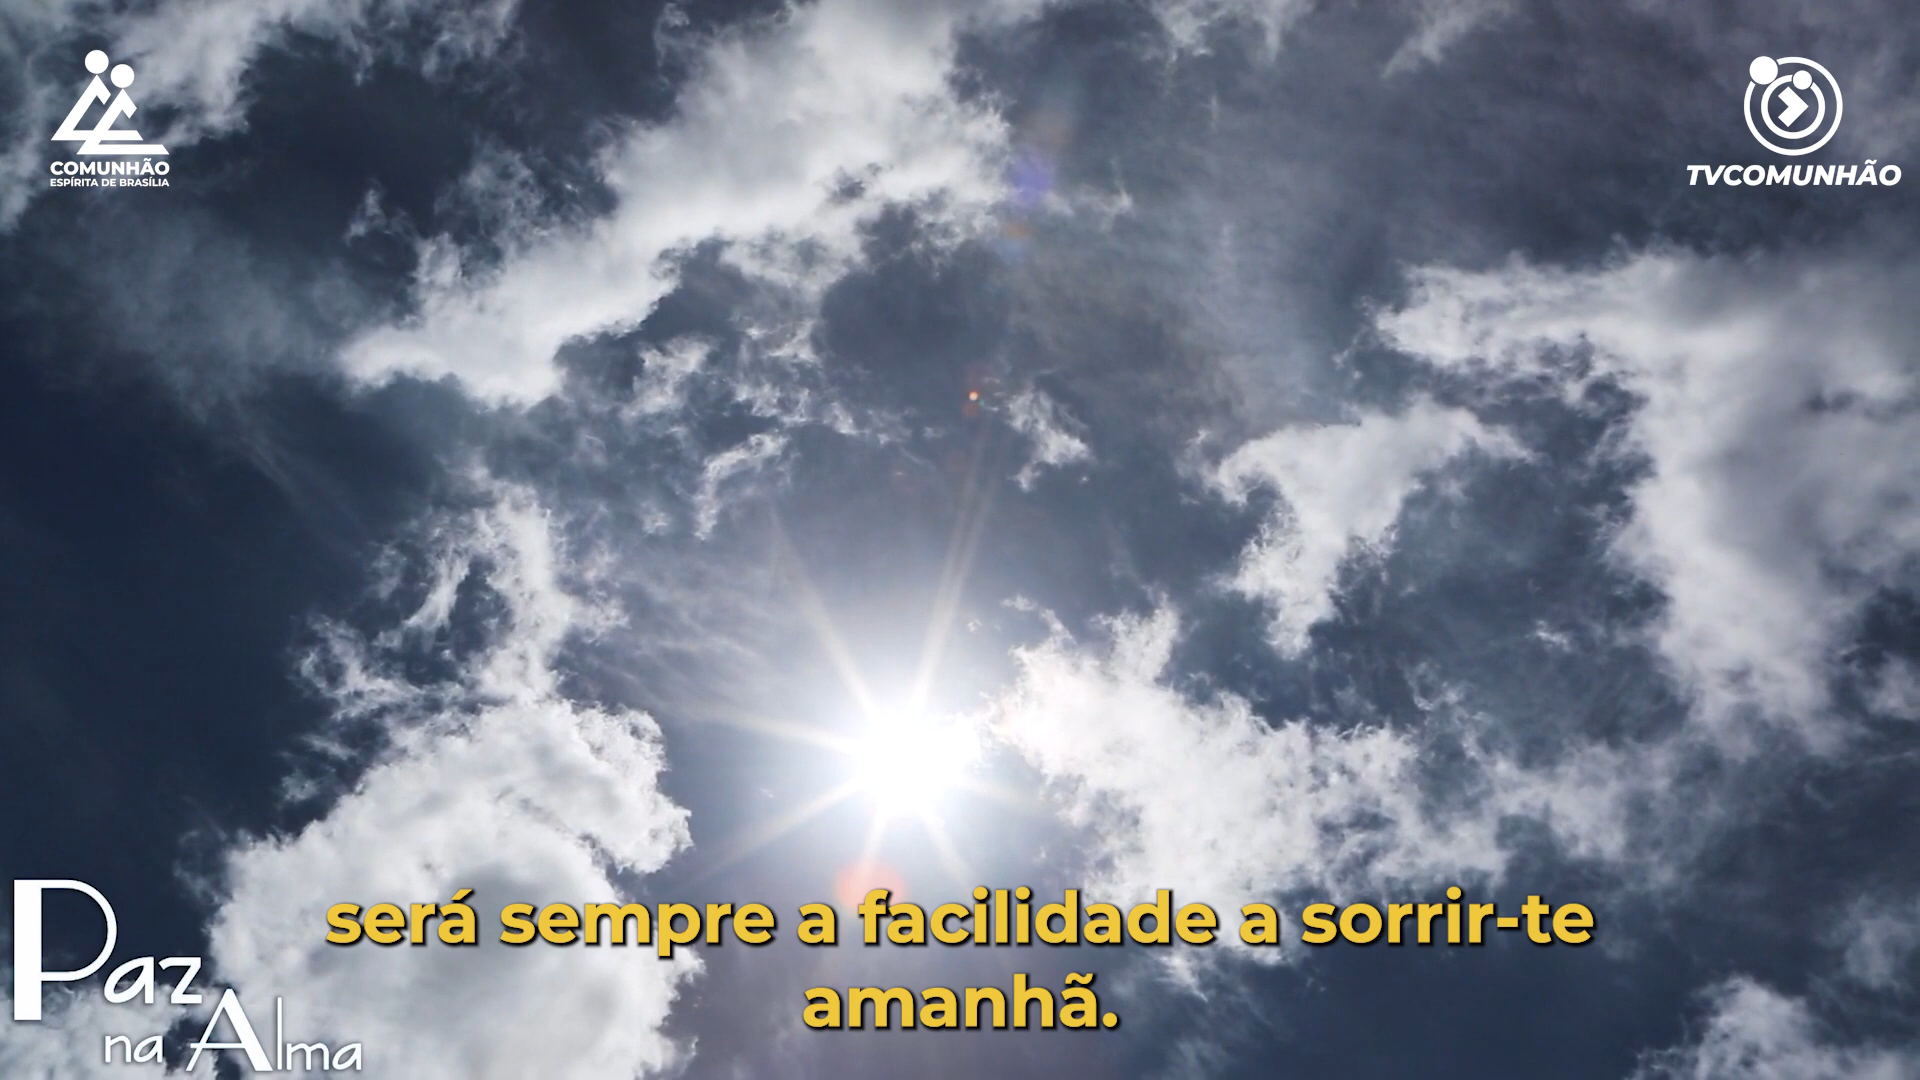 COMUNHÃO
ESPÍRITA DE BRASÍLIA
TVCOMUNHÃO
será sempre a facilidade a sorrir-te
amanhã.
Paz
na Alma